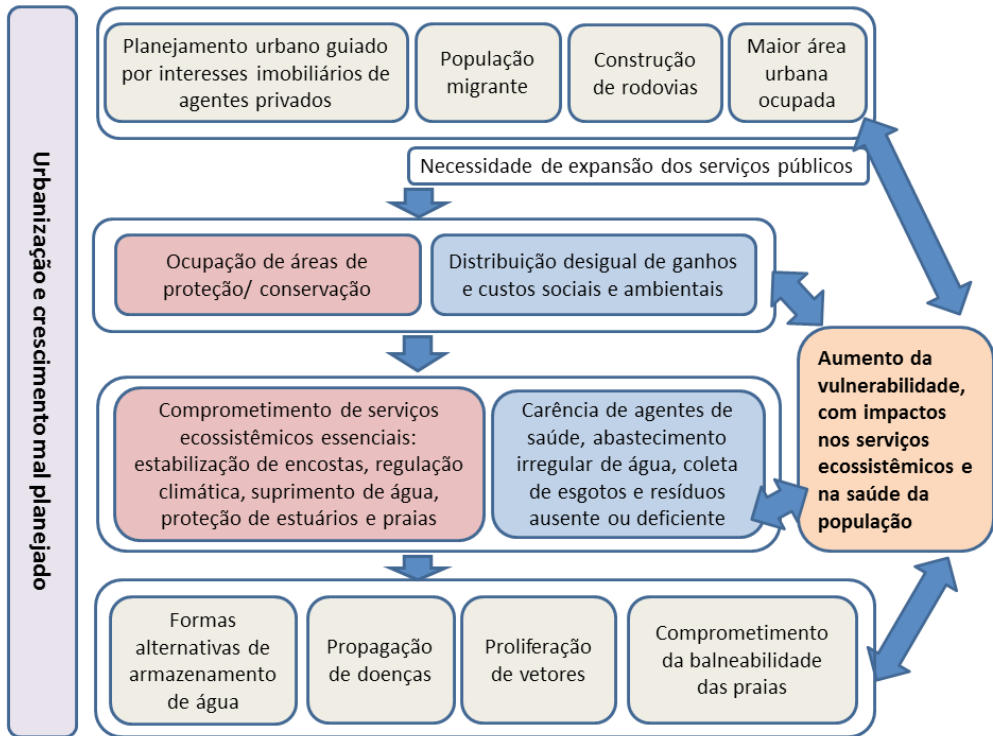 Urbanização e crescimento mal planejado
Planejamento urbano guiado
por interesses imobiliários de
agentes privados
População
migrante
Construção
de rodovias
Maior área
urbana
ocupada
Necessidade de expansão dos serviços públicos
Ocupação de áreas de
proteção/ conservação
Distribuição desigual de ganhos
e custos sociais e ambientais
Comprometimento de serviços
ecossistêmicos essenciais:
estabilização de encostas, regulação
climática, suprimento de água,
proteção de estuários e praias
Carência de agentes de
saúde, abastecimento
irregular de água, coleta
de esgotos e resíduos
ausente ou deficiente
Aumento da
vulnerabilidade,
com impactos
nos serviços
ecossistêmicos e
na saúde da
população
Formas
alternativas de
armazenamento
de água
Propagação
de doenças
Proliferação
de vetores
Comprometimento
da balneabilidade
das praias